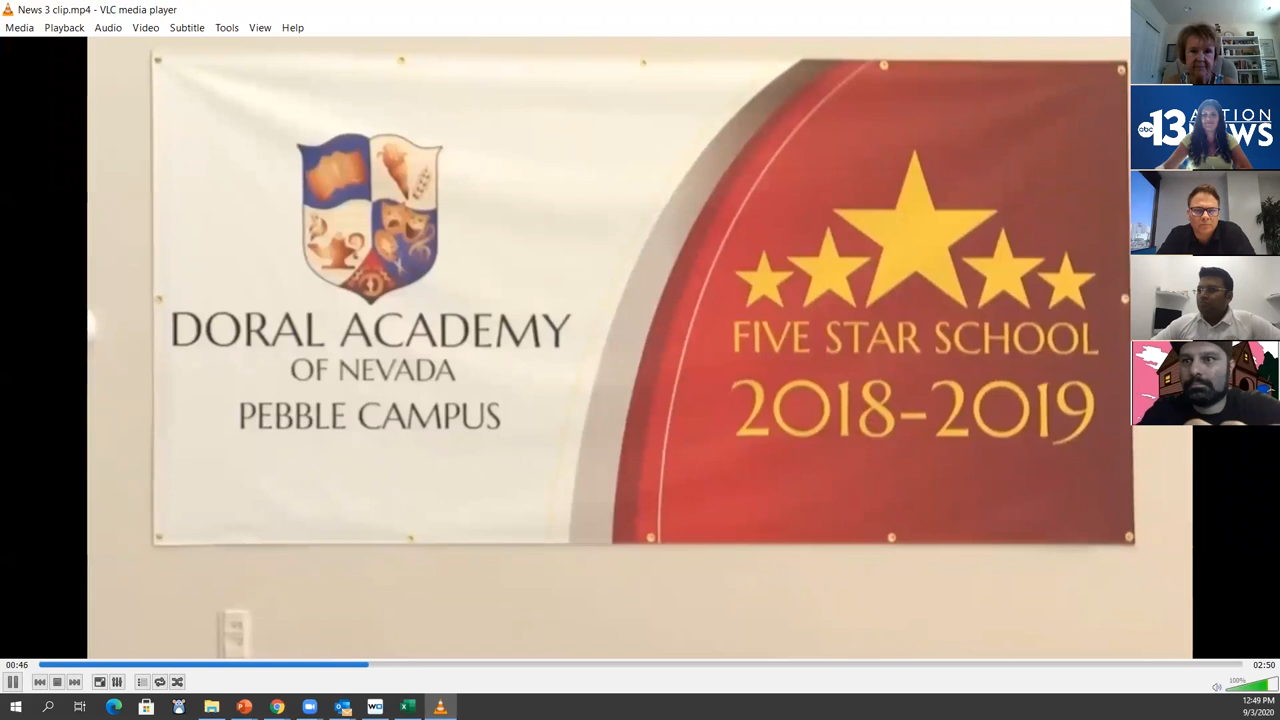 News 3 clip.mp4 - VLC media player
Media Playback Audio Video Subtitle Tools View Help
DORAL ACADEMY
OF NEVADA
PEBBLE CAMPUS
FIVE STAR SCHOOL
2018-2019
abc 13 ACTION
NEWS
00:46
02:50
100%
12:49 PM
9/3/2020